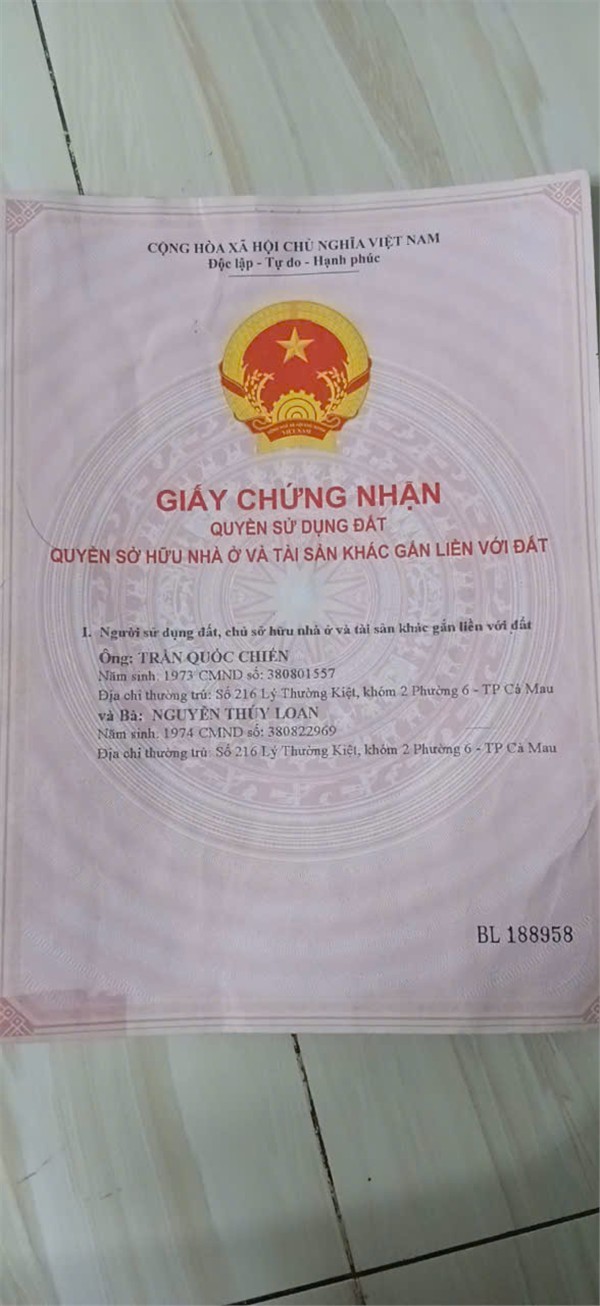 CỘNG HÒA XÃ HỘI CHỦ NGHĨA VIỆT NAM
Độc lập - Tự do - Hạnh phúc
VIỆT NAM
GIẤY CHỨNG NHẬN
QUYỀN SỬ DỤNG ĐẤT
QUYỀN SỞ HỮU NHÀ Ở VÀ TÀI SẢN KHÁC GẮN LIỀN VỚI ĐẤT
I. Người sử dụng đất, chủ sở hữu nhà ở và tài sản khác gắn liền với đất
Ông: TRẦN QUỐC CHIẾN
Năm sinh: 1973 CMND số: 380801557
Địa chỉ thường trú: Số 216 Lý Thường Kiệt, khóm 2 Phường 6 - TP Cà Mau
và Bà: NGUYỄN THÚY LOAN
Năm sinh: 1974 CMND số: 380822969
Địa chỉ thường trú: Số 216 Lý Thường Kiệt, khóm 2 Phường 6 - TP Cà Mau
BL 188958